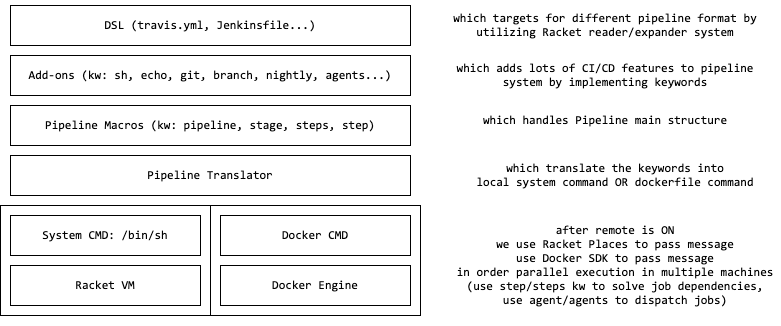 DSL (travis.yml, Jenkinsfile...)
which targets for different pipeline format by
utilizing Racket reader/expander system
Add-ons (kw: sh, echo, git, branch, nightly, agents...)
which adds lots of CI/CD features to pipeline
system by implementing keywords
Pipeline Macros (kw: pipeline, stage, steps, step)
which handles Pipeline main structure
Pipeline Translator
which translate the keywords into
local system command OR dockerfile command
System CMD: /bin/sh
Docker CMD
Racket VM
Docker Engine
after remote is ON
we use Racket Places to pass message
use Docker SDK to pass message
in order parallel execution in multiple machines
(use step/steps kw to solve job dependencies,
use agent/agents to dispatch jobs)